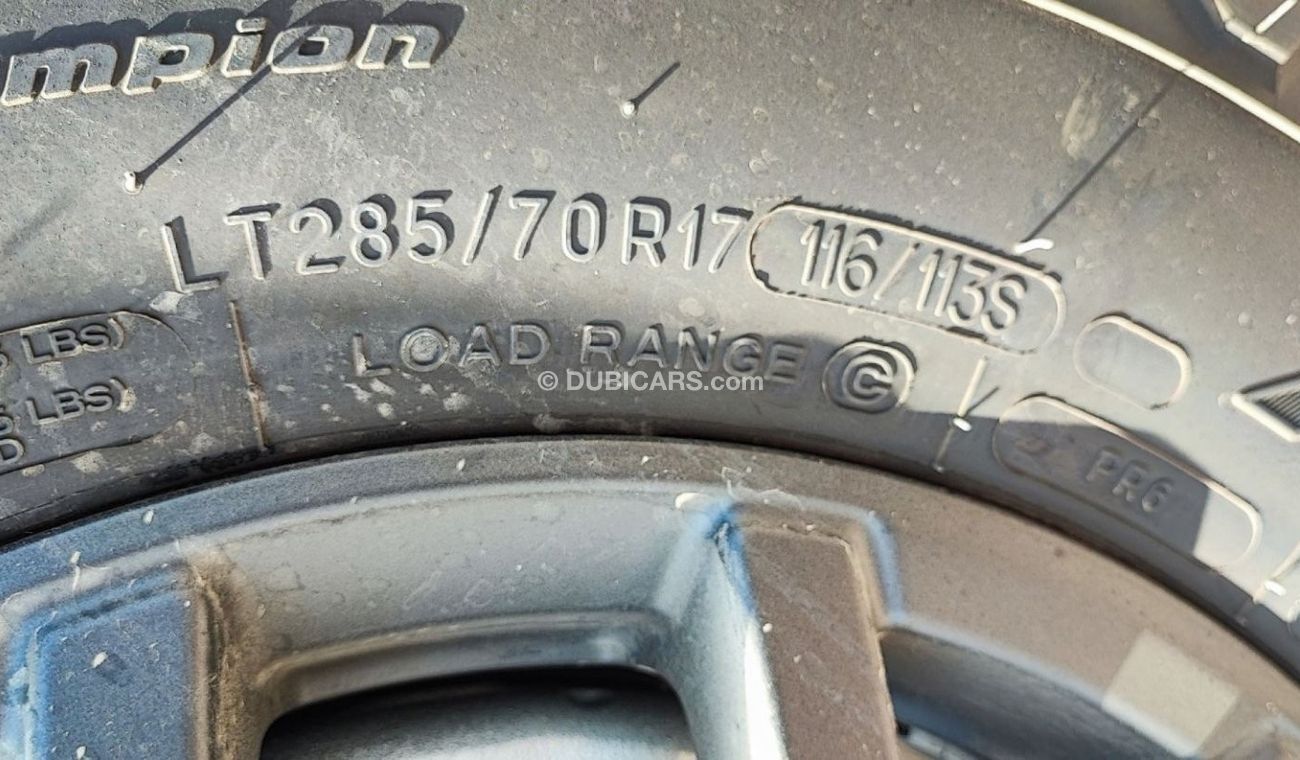 mpion
LT285/70R17 116/113S
LBS)
LOAD RANGE C
LBS)
D
PR6
© DUBICARS.com